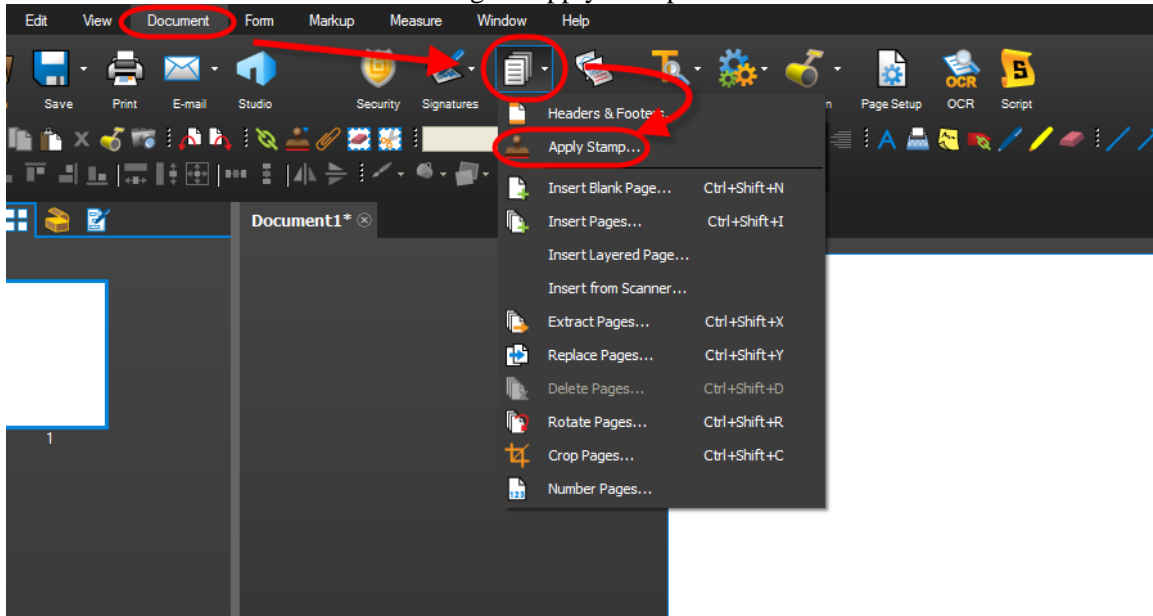 Edit View Document Form Markup Measure Window Help
Save Print E-mail Studio Security Signatures Page Setup OCR Script
Headers & Footers...
Apply Stamp...
Insert Blank Page... Ctrl+Shift+N
Document1*
Insert Pages... Ctrl+Shift+I
Insert Layered Page...
Insert from Scanner...
Extract Pages... Ctrl+Shift+X
Replace Pages... Ctrl+Shift+Y
Delete Pages... Ctrl+Shift+D
Rotate Pages... Ctrl+Shift+R
1
Crop Pages... Ctrl+Shift+C
Number Pages...